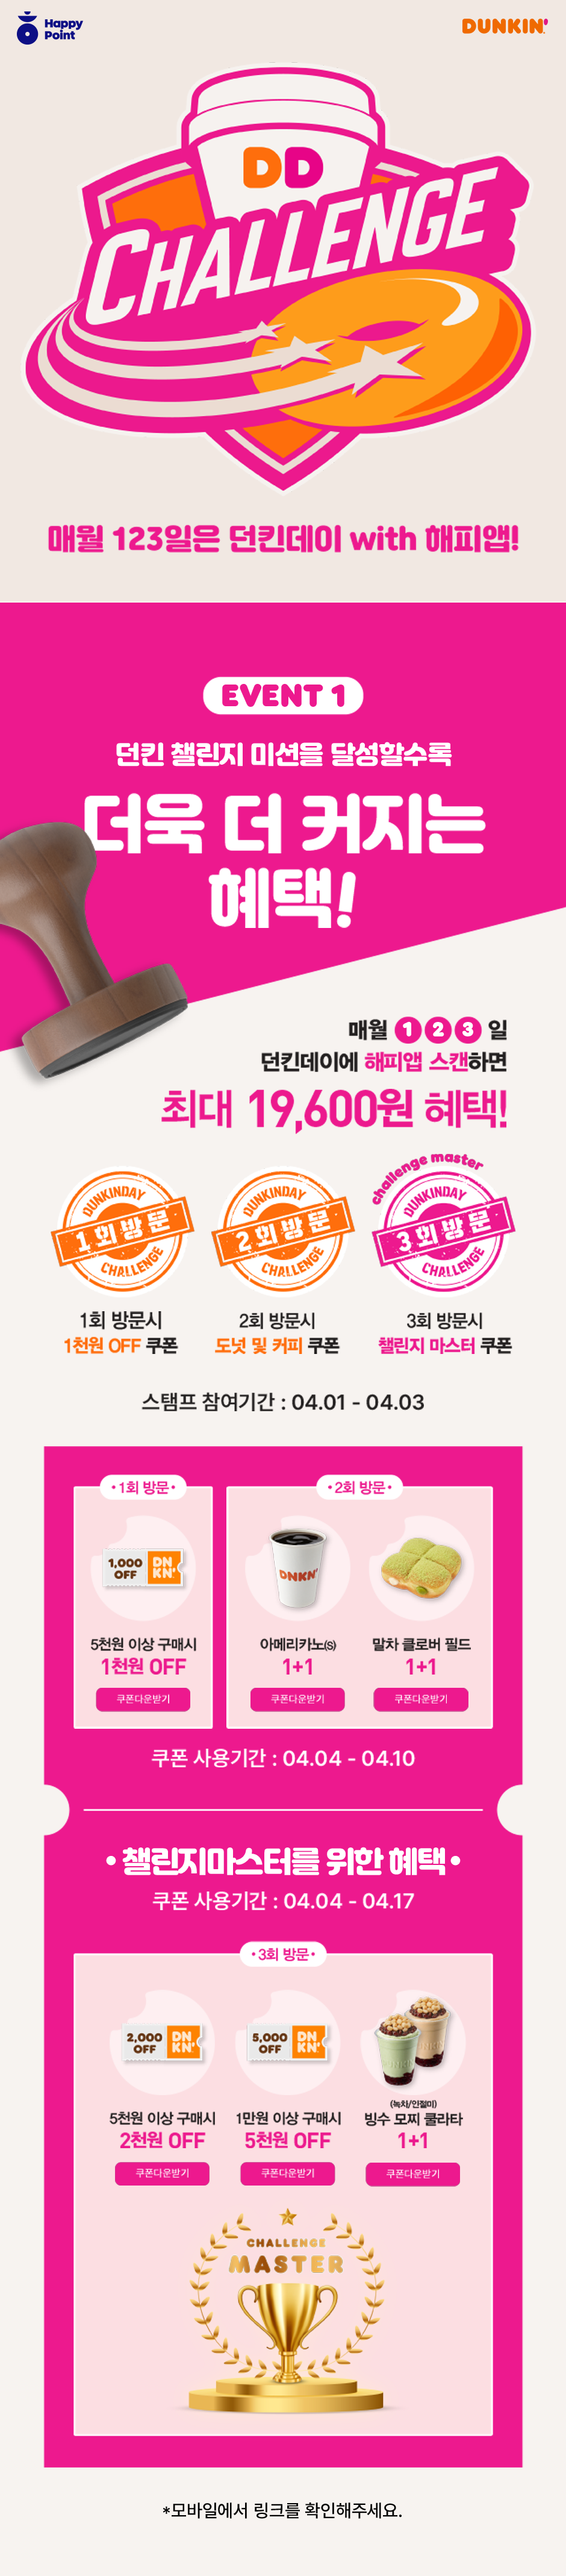 Happy
Point
DUNKIN'
DD
CHALLENGE
매월 123일은 던킨데이 with 해피앱!
EVENT 1
던킨 챌린지 미션을 달성할수록
더욱 더 커지는
혜택!
매월 1 2 3 일
던킨데이에 해피앱 스캔하면
최대 19,600원 혜택!
DUNKINDAY
1회 방문
CHALLENGE
DUNKINDAY
2회 방문
CHALLENGE
challenge master
DUNKINDAY
3회 방문
CHALLENGE
1회 방문시
1천원 OFF 쿠폰
2회 방문시
도넛 및 커피 쿠폰
3회 방문시
챌린지 마스터 쿠폰
스탬프 참여기간 : 04.01 - 04.03
•1회 방문•
1,000
OFF
DN
KN'
5천원 이상 구매시
1천원 OFF
쿠폰다운받기
•2회 방문•
DNKN'
아메리카노(S)
1+1
쿠폰다운받기
말차 클로버 필드
1+1
쿠폰다운받기
쿠폰 사용기간 : 04.04 - 04.10
• 챌린지마스터를 위한 혜택 •
쿠폰 사용기간 : 04.04 - 04.17
•3회 방문•
2,000
OFF
DN
KN'
5천원 이상 구매시
2천원 OFF
쿠폰다운받기
5,000
OFF
DN
KN'
1만원 이상 구매시
5천원 OFF
쿠폰다운받기
(녹차/인절미)
빙수 모찌 쿨라타
1+1
쿠폰다운받기
CHALLENGE
MASTER
*모바일에서 링크를 확인해주세요.